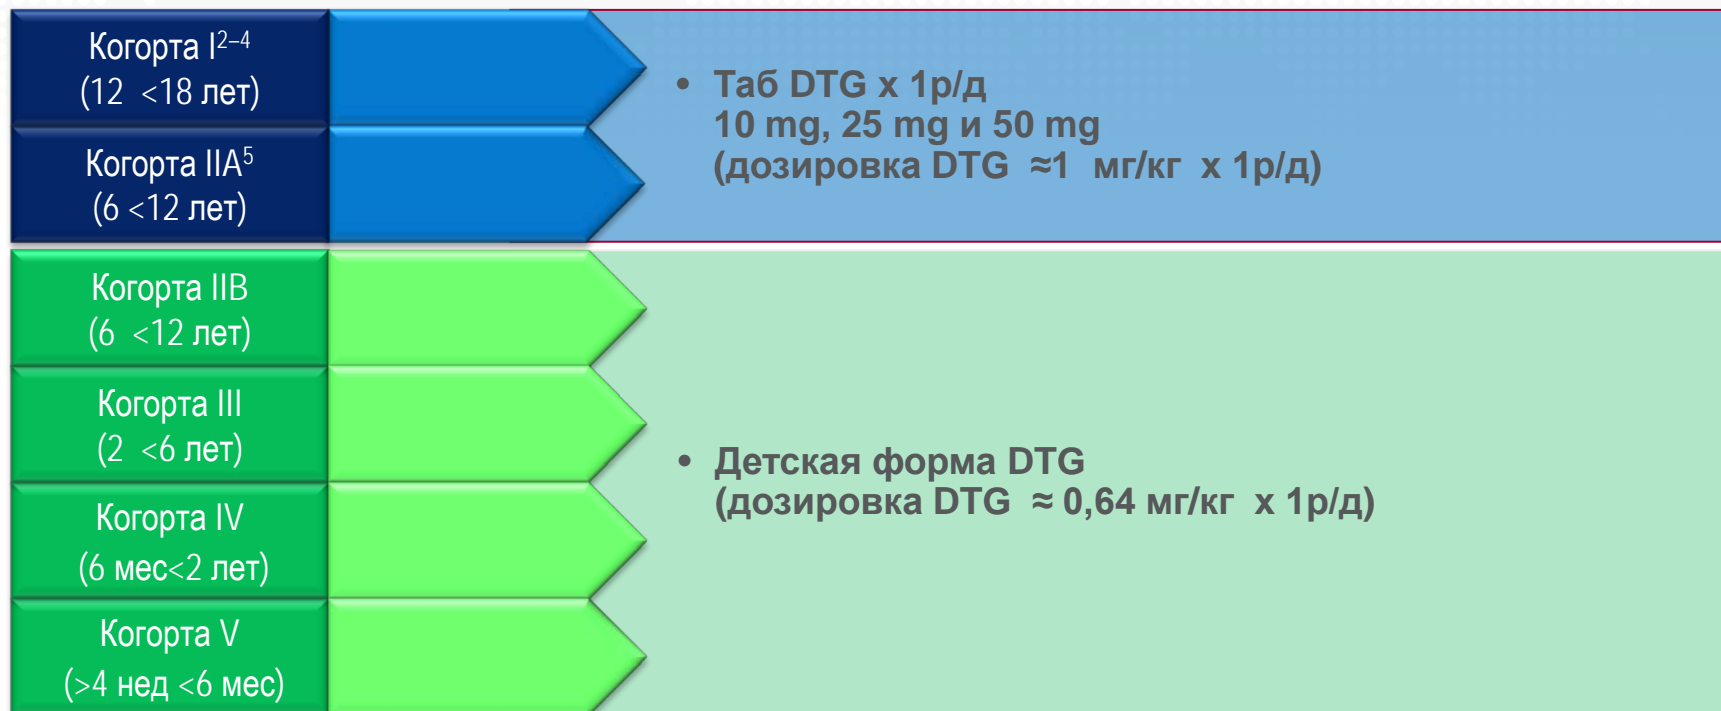 Когорта I²⁻⁴
(12 <18 лет)
Когорта IIA⁵
(6 <12 лет)
• Таб DTG х 1р/д
10 mg, 25 mg и 50 mg
(дозировка DTG ≈1 мг/кг х 1р/д)
Когорта IIB
(6 <12 лет)
Когорта III
(2 <6 лет)
Когорта IV
(6 мес<2 лет)
Когорта V
(>4 нед <6 мес)
• Детская форма DTG
(дозировка DTG ≈ 0,64 мг/кг х 1р/д)